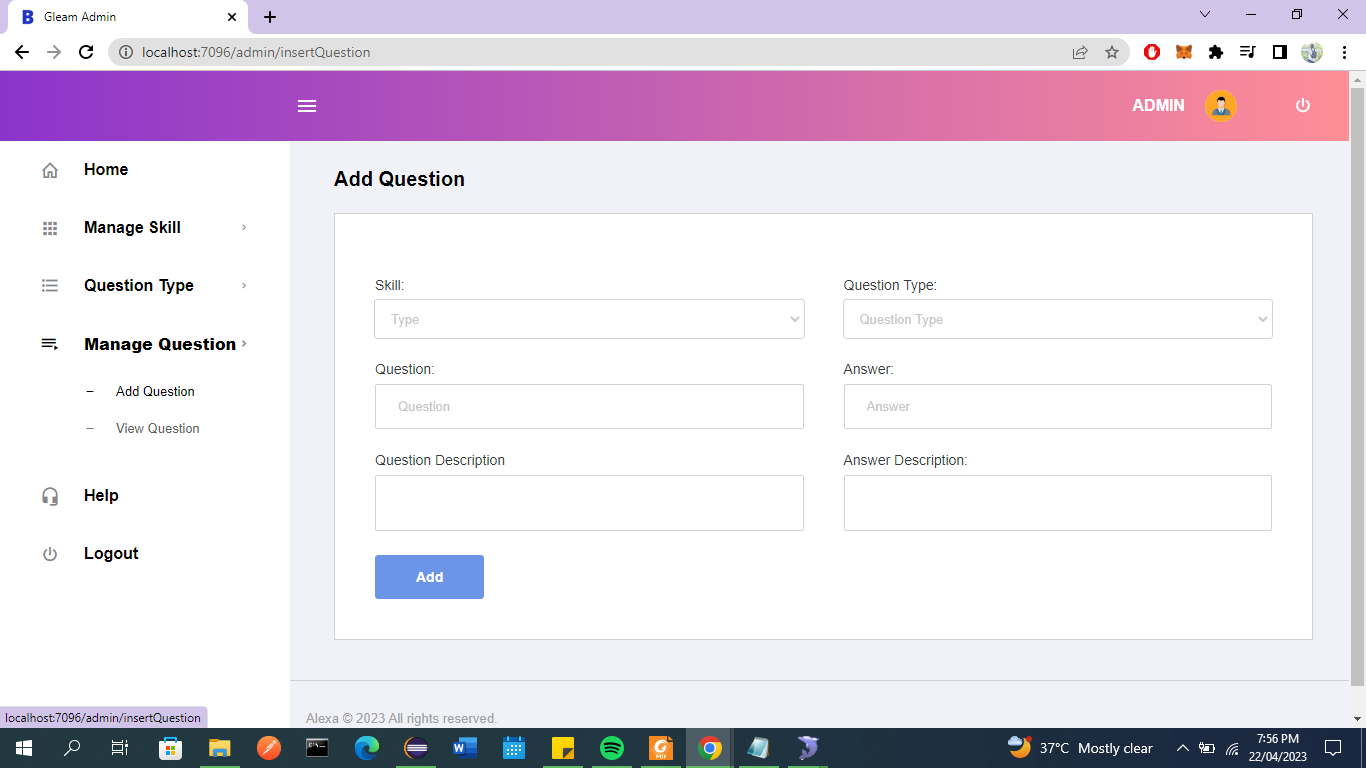 Gleam Admin
localhost:7096/admin/insertQuestion
ADMIN
Home
Manage Skill
Question Type
Manage Question
Add Question
View Question
Help
Logout
Add Question
Skill:
Question Type:
Type
Question Type
Question:
Answer:
Question
Answer
Question Description
Answer Description:
Add
Alexa © 2023 All rights reserved.
localhost:7096/admin/insertQuestion
37°C Mostly clear
7:56 PM
22/04/2023